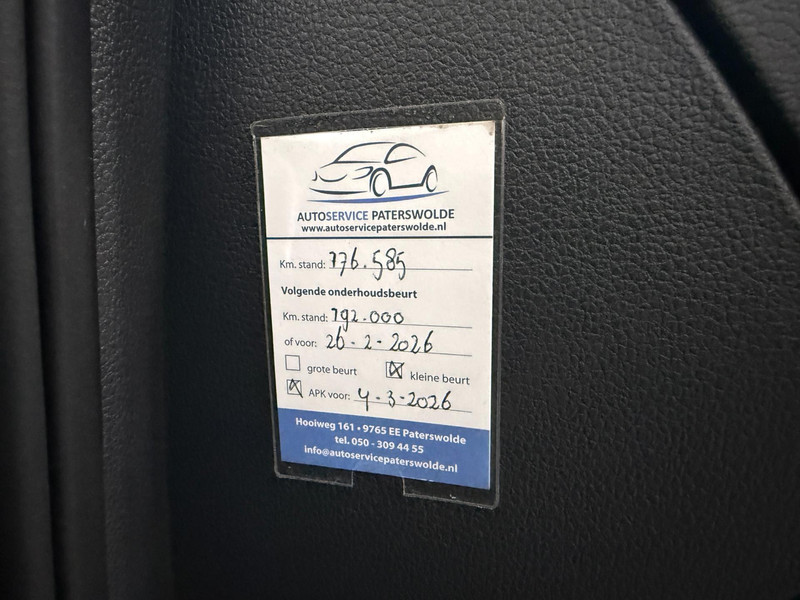 AUTOSERVICE PATERSWOLDE
www.autoservicepaterswolde.nl
Km. stand: 176.585
Volgende onderhoudsbeurt
Km. stand: 192.000
of voor: 26-2-2026
grote beurt kleine beurt
APK voor: 4-3-2026
Hooiweg 161 • 9765 EE Paterswolde
tel. 050 - 309 44 55
info@autoservicepaterswolde.nl